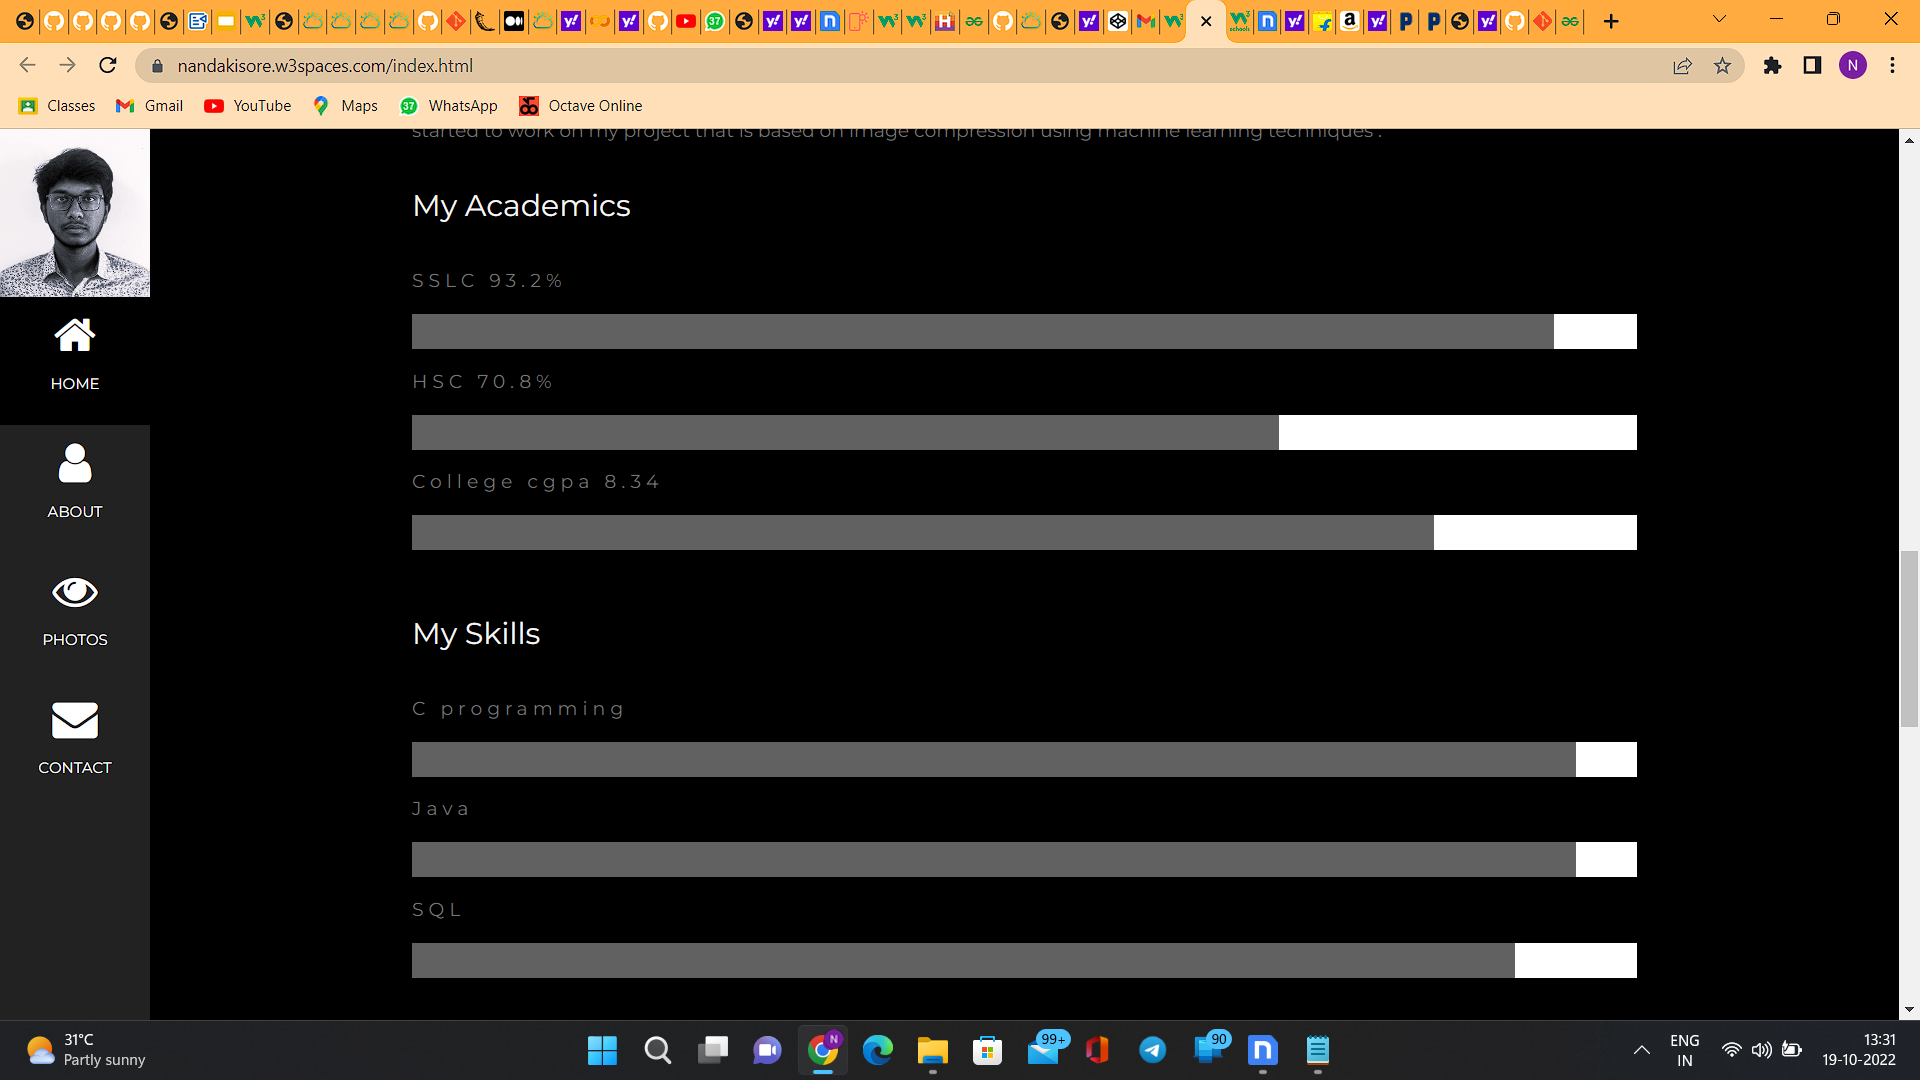 nandakisore.w3spaces.com/index.html
N
Classes
Gmail
YouTube
37
WhatsApp
Maps
Octave Online
started to work on my project that is based on image compression using machine learning techniques .
My Academics
SSLC 93.2%
HSC 70.8%
College cgpa 8.34
My Skills
C programming
Java
SQL
HOME
ABOUT
PHOTOS
CONTACT
31°C
Partly sunny
N
99+
90
ENG
IN
13:31
19-10-2022